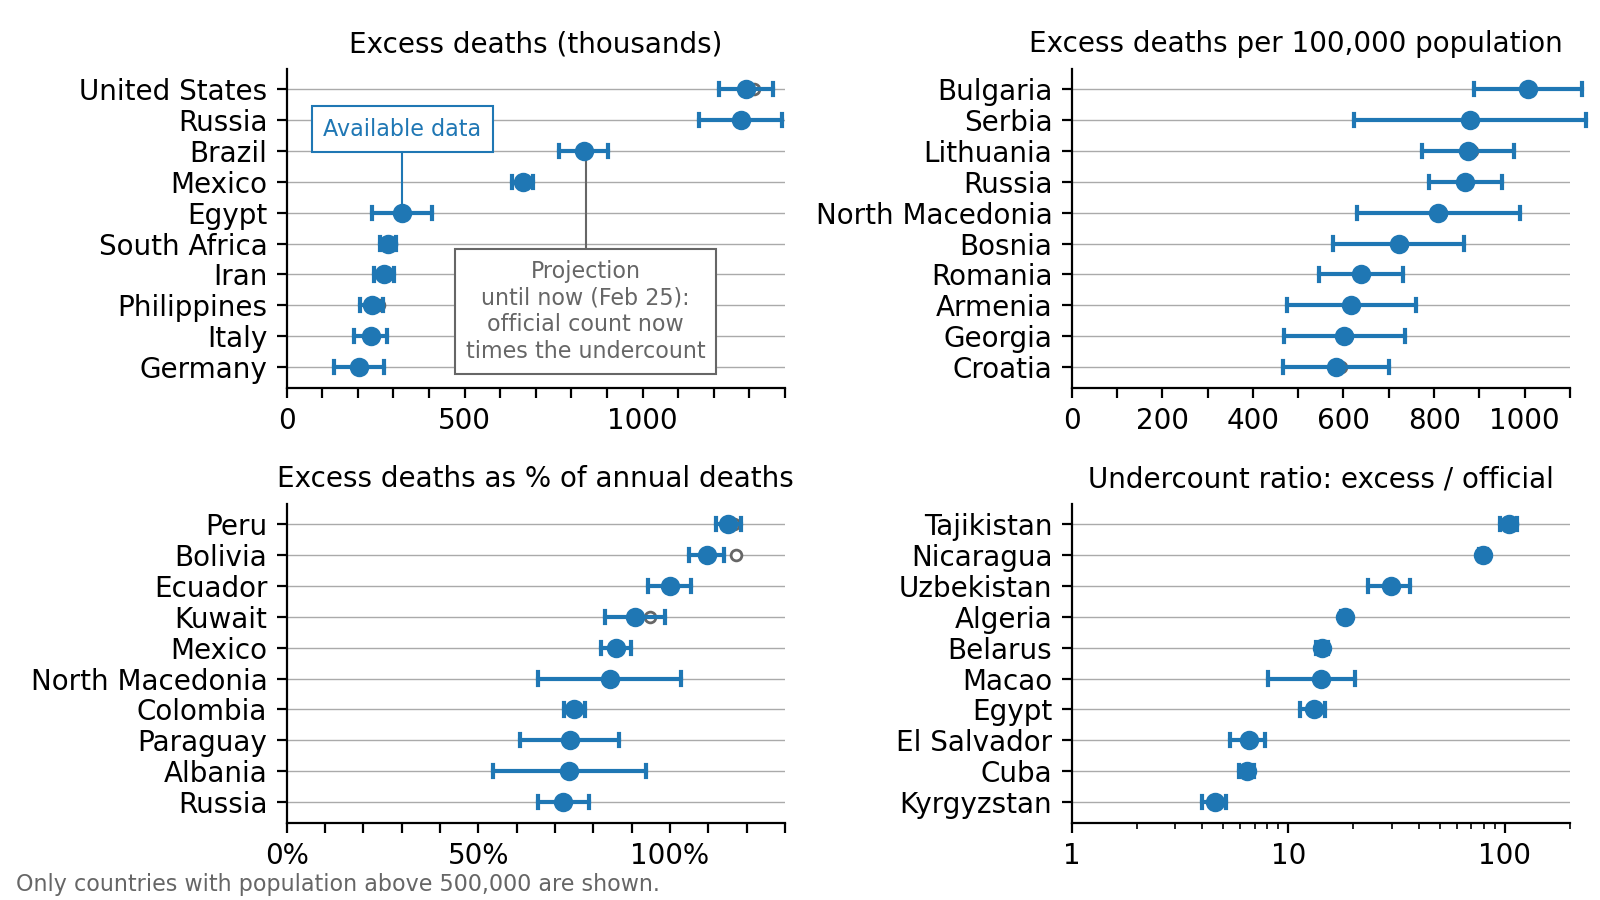 Excess deaths (thousands)
United States
Russia
Brazil
Mexico
Egypt
South Africa
Iran
Philippines
Italy
Germany
Available data
Projection
until now (Feb 25):
official count now
times the undercount
0 500 1000
Excess deaths per 100,000 population
Bulgaria
Serbia
Lithuania
Russia
North Macedonia
Bosnia
Romania
Armenia
Georgia
Croatia
0 200 400 600 800 1000
Excess deaths as % of annual deaths
Peru
Bolivia
Ecuador
Kuwait
Mexico
North Macedonia
Colombia
Paraguay
Albania
Russia
0% 50% 100%
Undercount ratio: excess / official
Tajikistan
Nicaragua
Uzbekistan
Algeria
Belarus
Macao
Egypt
El Salvador
Cuba
Kyrgyzstan
1 10 100
Only countries with population above 500,000 are shown.